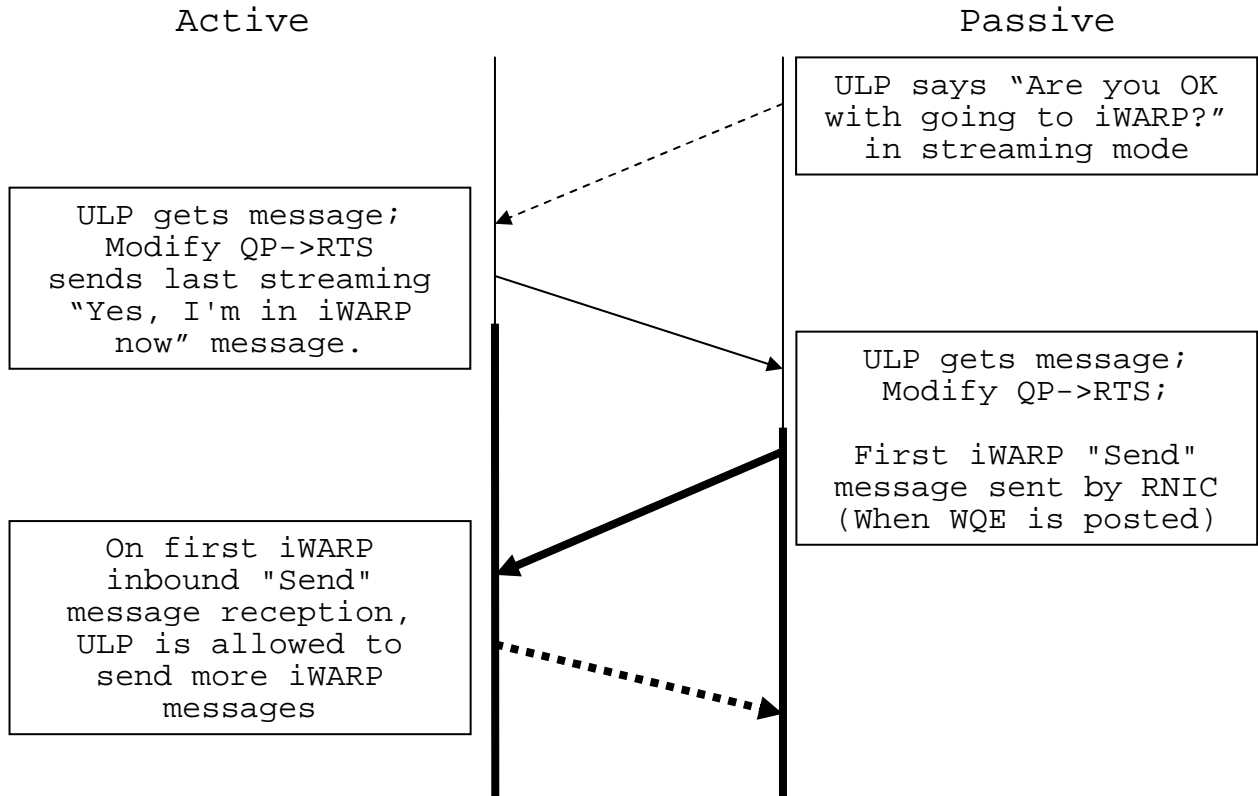 Active
Passive
ULP says “Are you OK
with going to iWARP?”
in streaming mode
ULP gets message;
Modify QP->RTS
sends last streaming
“Yes, I'm in iWARP
now” message.
ULP gets message;
Modify QP->RTS;
First iWARP "Send"
message sent by RNIC
(When WQE is posted)
On first iWARP
inbound "Send"
message reception,
ULP is allowed to
send more iWARP
messages